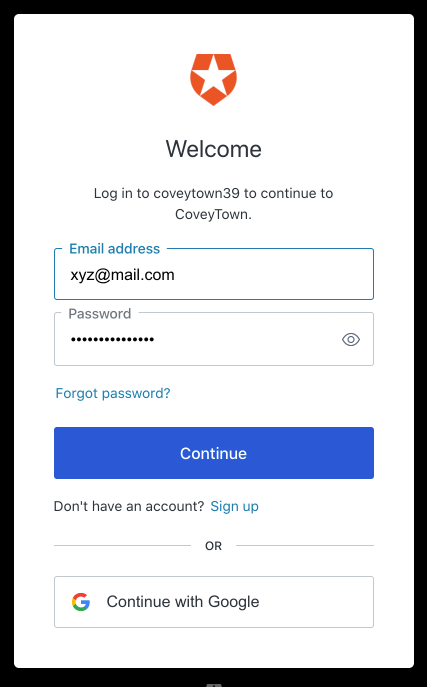 Welcome
Log in to coveytown39 to continue to
CoveyTown.
Email address
xyz@mail.com
Password
•••••••••••••••
Forgot password?
Continue
Don't have an account? Sign up
OR
Continue with Google